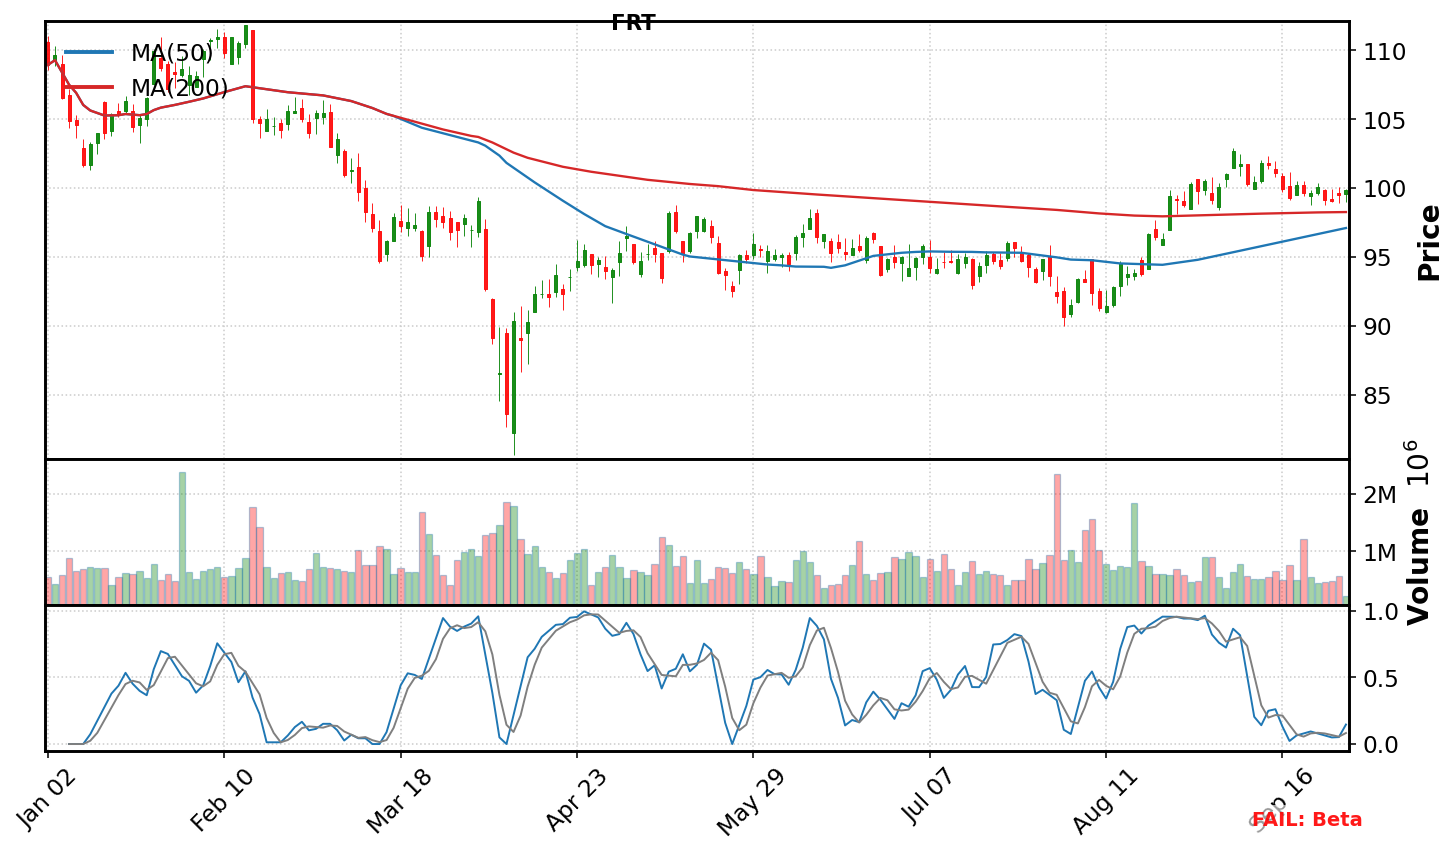 FRT
MA(50)
MA(200)
110
105
100
95
90
85
Price
2M
1M
Volume 10⁶
1.0
0.5
0.0
Jan 02
Feb 10
Mar 18
Apr 23
May 29
Jul 07
Aug 11
Sep 16
FAIL: Beta